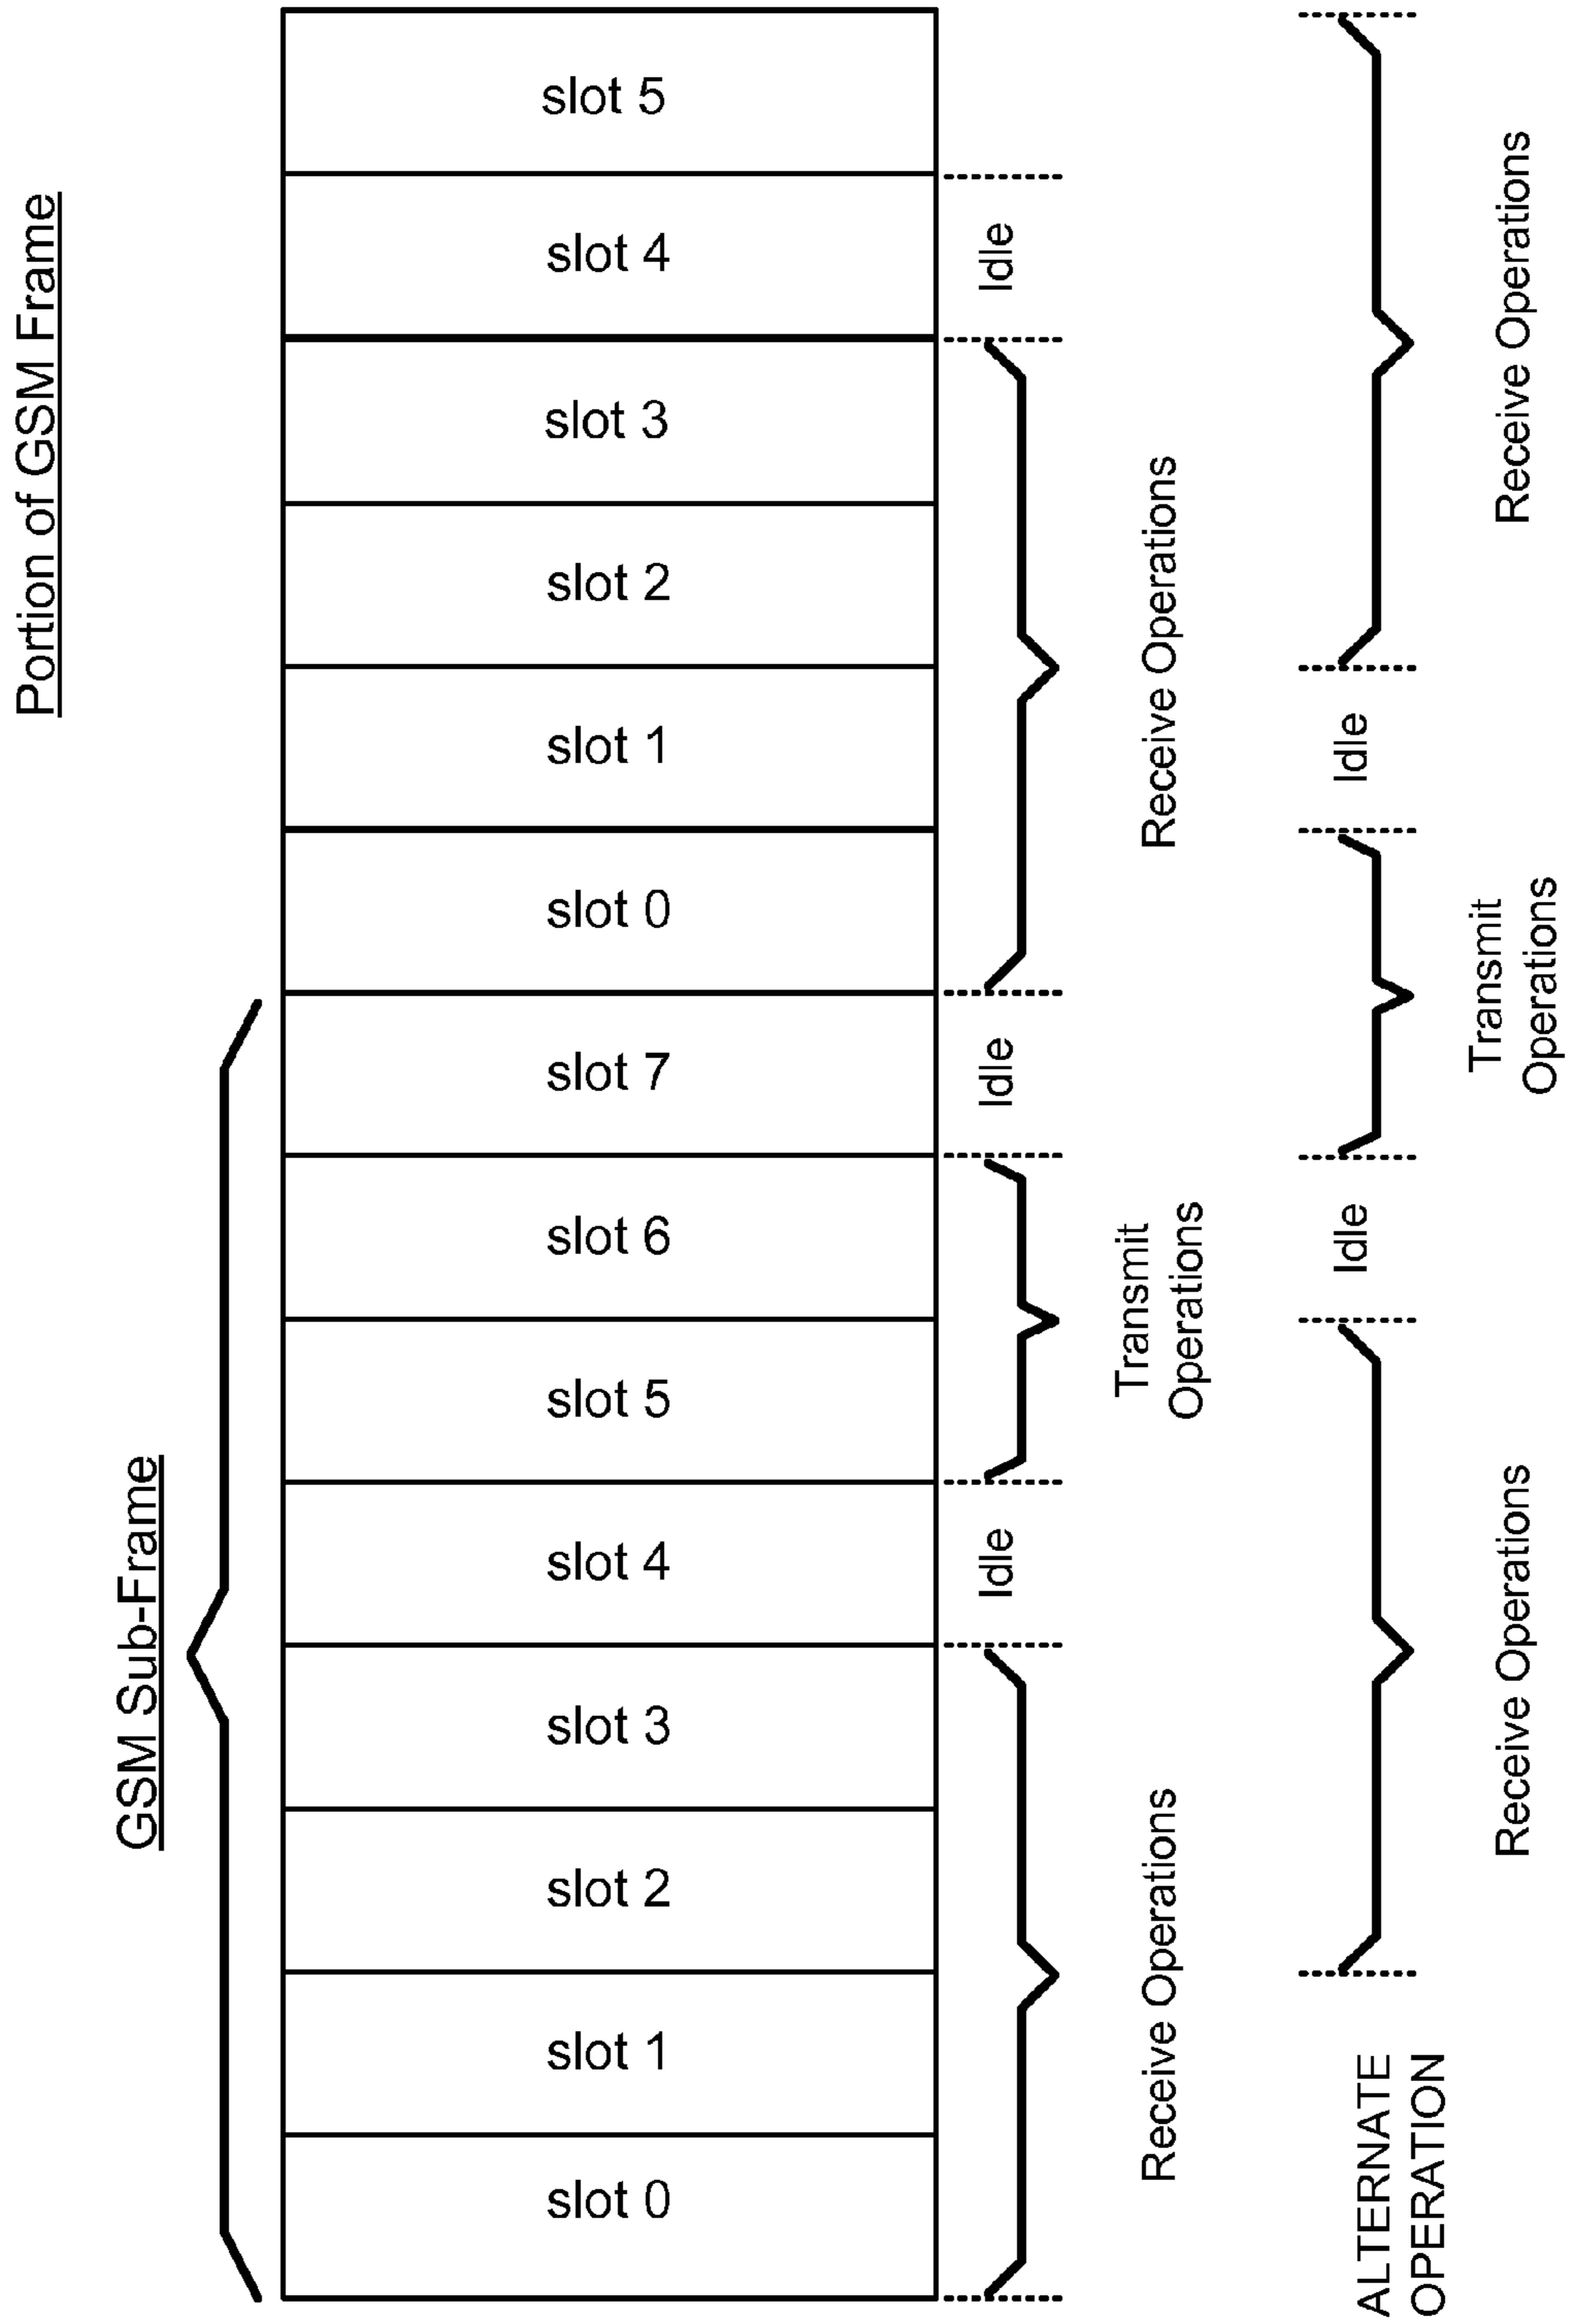 Portion of GSM Frame
GSM Sub-Frame
slot 5
slot 4
slot 3
slot 2
slot 1
slot 0
slot 7
slot 6
slot 5
slot 4
slot 3
slot 2
slot 1
slot 0
Idle
Receive Operations
Idle
Transmit
Operations
Idle
Receive Operations
Receive Operations
Idle
Transmit
Operations
Idle
Receive Operations
ALTERNATE
OPERATION